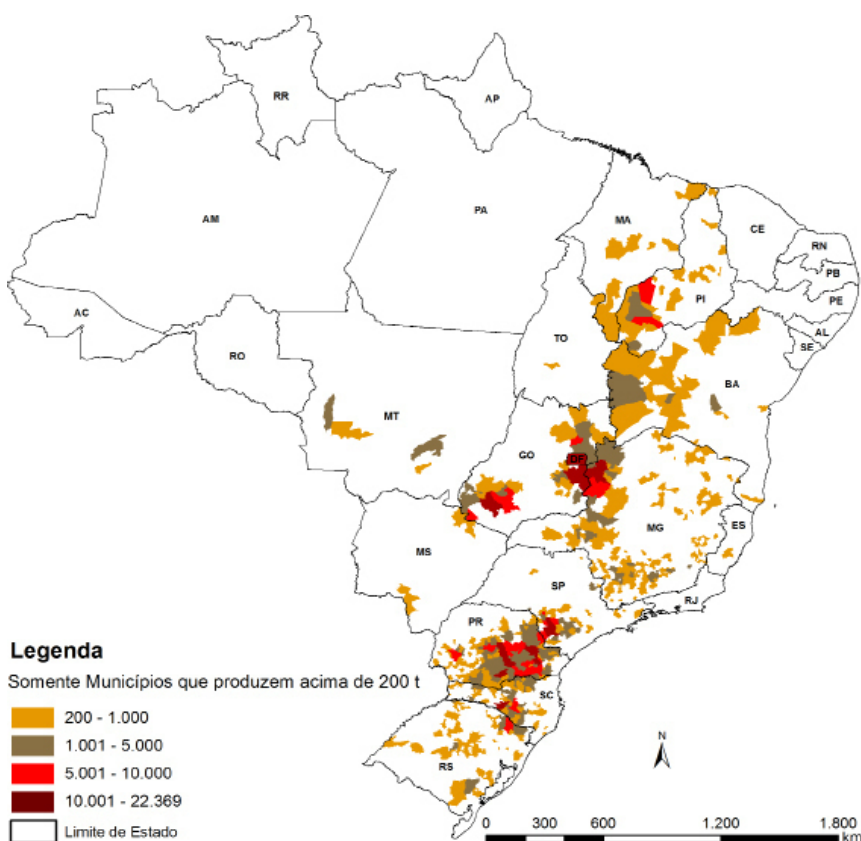 RR
AP
AM
PA
MA
CE
RN
PB
PE
PI
AL
SE
AC
TO
RO
BA
MT
GO
DF
MG
ES
MS
SP
RJ
PR
SC
RS
N
Legenda
Somente Municípios que produzem acima de 200 t
200 - 1.000
1.001 - 5.000
5.001 - 10.000
10.001 - 22.369
Limite de Estado
0 300 600 1.200 1.800
km